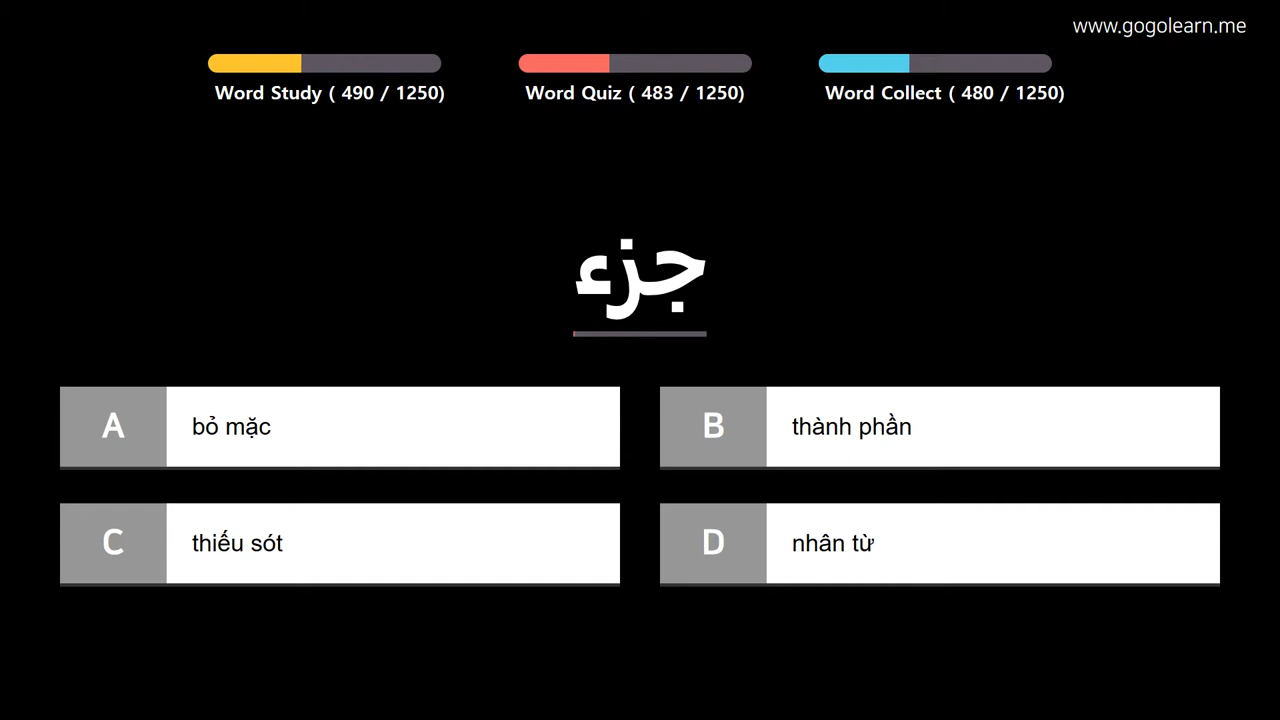 www.gogolearn.me
Word Study ( 490 / 1250)
Word Quiz ( 483 / 1250)
Word Collect ( 480 / 1250)
جزء
A
bỏ mặc
B
thành phần
C
thiếu sót
D
nhân từ